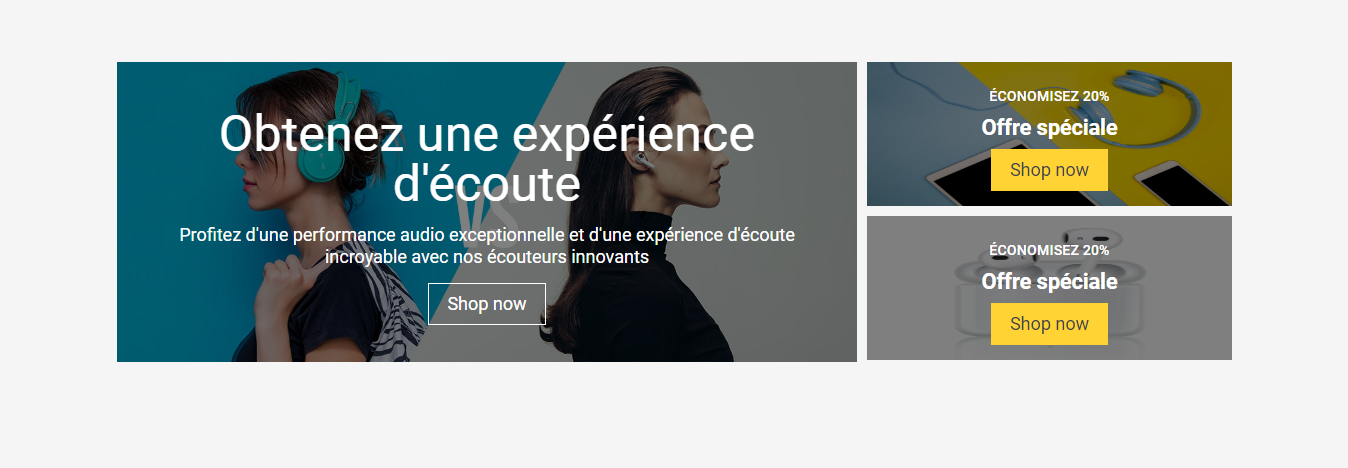 Obtenez une expérience
d'écoute
VS
Profitez d'une performance audio exceptionnelle et d'une expérience d'écoute
incroyable avec nos écouteurs innovants
Shop now
ÉCONOMISEZ 20%
Offre spéciale
Shop now
ÉCONOMISEZ 20%
Offre spéciale
Shop now